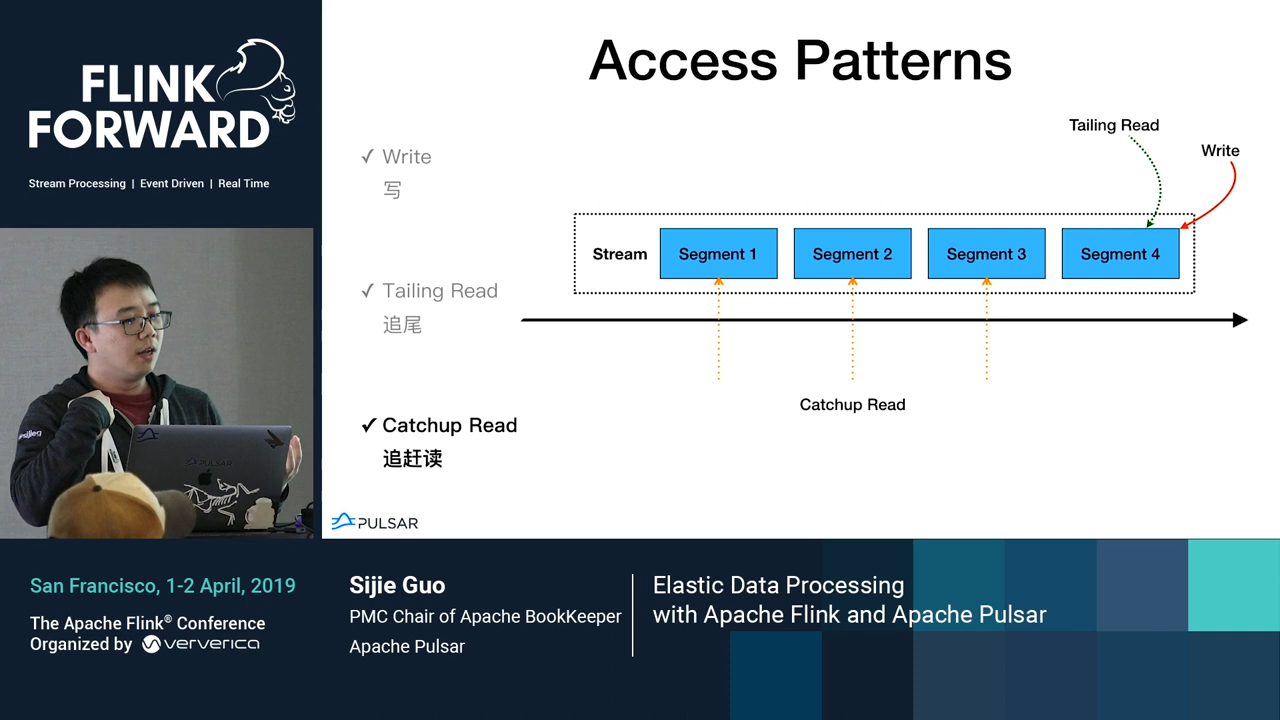 FLINK
FORWARD
Stream Processing | Event Driven | Real Time
Access Patterns
✓ Write
写
✓ Tailing Read
追尾
✓ Catchup Read
追赶读
Tailing Read
Write
Stream
Segment 1
Segment 2
Segment 3
Segment 4
Catchup Read
PULSAR
@sijieg
PULSAR
San Francisco, 1-2 April, 2019
The Apache Flink® Conference
Organized by ververica
Sijie Guo
PMC Chair of Apache BookKeeper
Apache Pulsar
Elastic Data Processing
with Apache Flink and Apache Pulsar